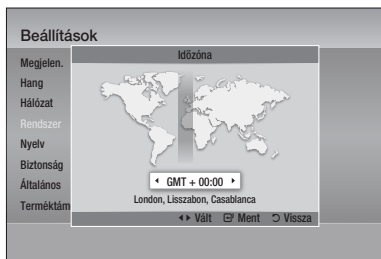 Beállítások
Megjelen.
Hang
Hálózat
Rendszer
Nyelv
Biztonság
Általános
Terméktám
Időzóna
GMT + 00:00
London, Lisszabon, Casablanca
Vált Ment Vissza